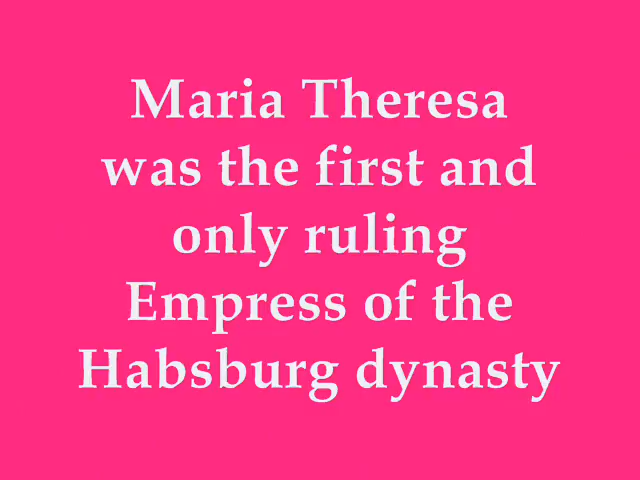 Maria Theresa
was the first and
only ruling
Empress of the
Habsburg dynasty